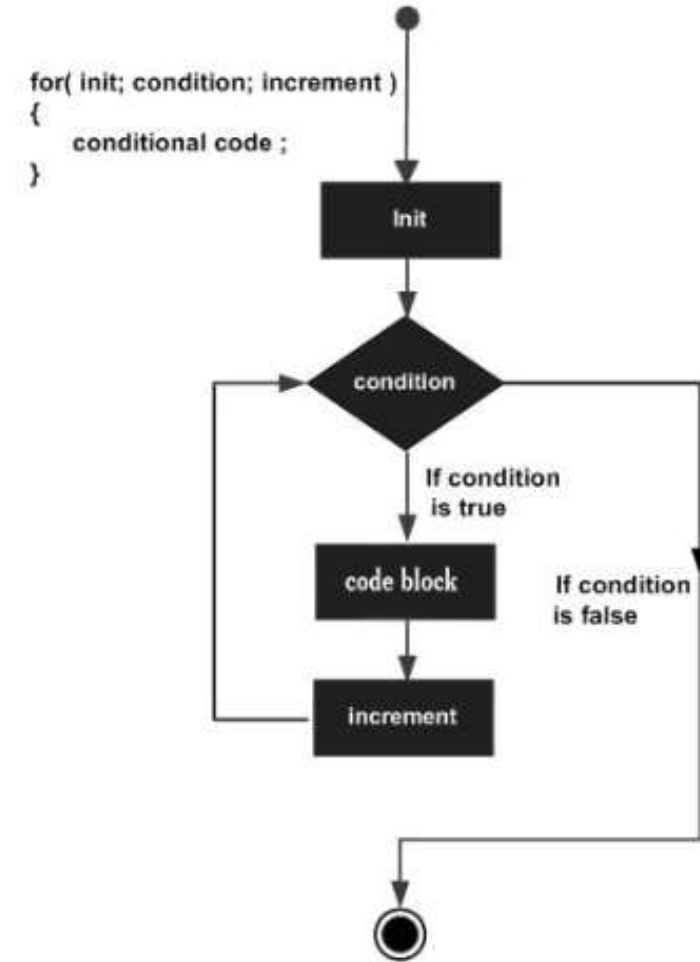 for( init; condition; increment )
{
conditional code ;
}
Init
condition
If condition
is true
code block
If condition
is false
increment